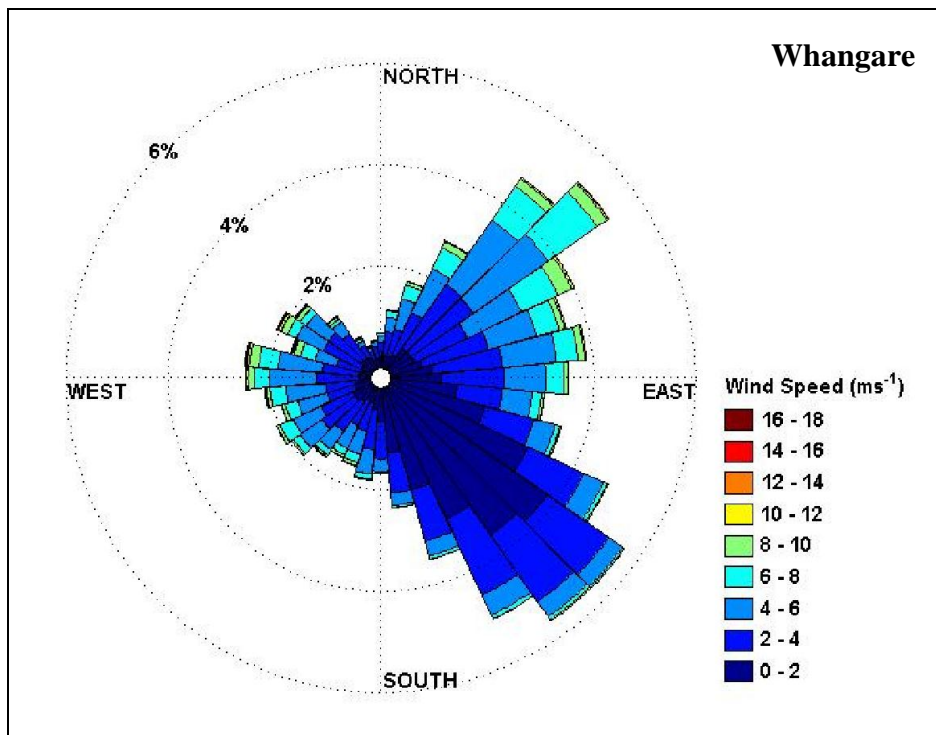 Whangare
NORTH
6%
4%
2%
WEST
EAST
SOUTH
Wind Speed (ms-1)
16 - 18
14 - 16
12 - 14
10 - 12
8 - 10
6 - 8
4 - 6
2 - 4
0 - 2